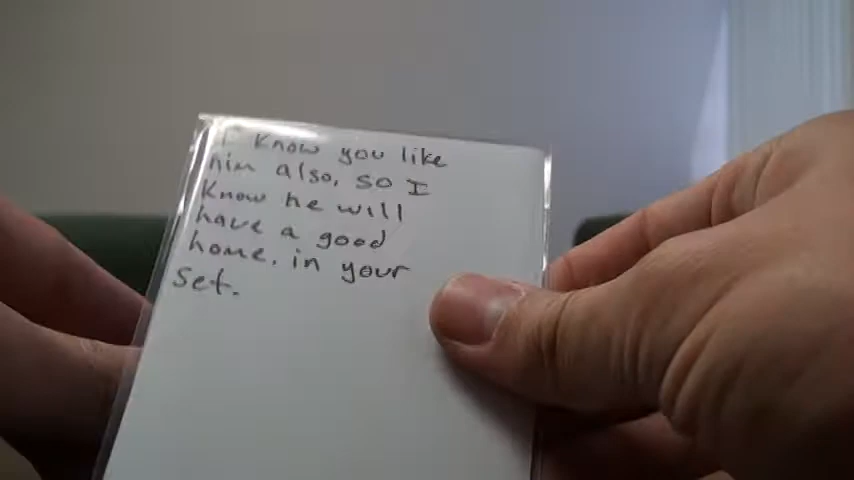 I know you like
him also, so I
know he will
have a good
home. in your
set.